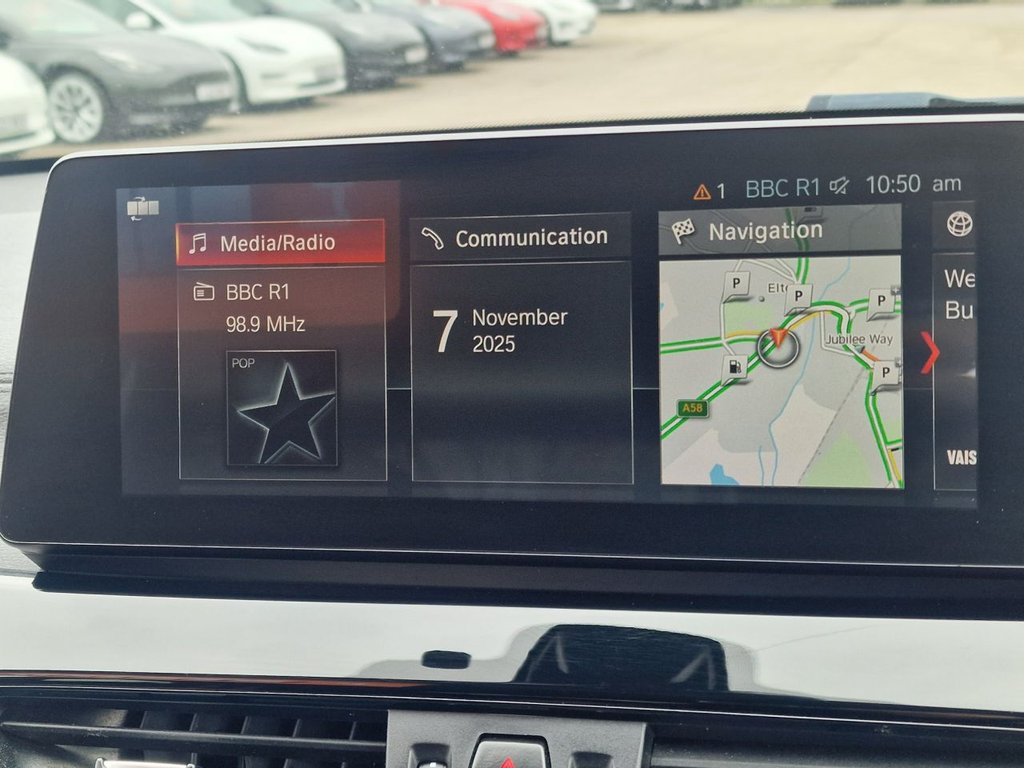 1 BBC R1 10:50 am
Media/Radio
BBC R1
98.9 MHz
POP
Communication
7 November
2025
Navigation
P
Elt
P
P
Jubilee Way
P
A58
We
Bu
VAIS